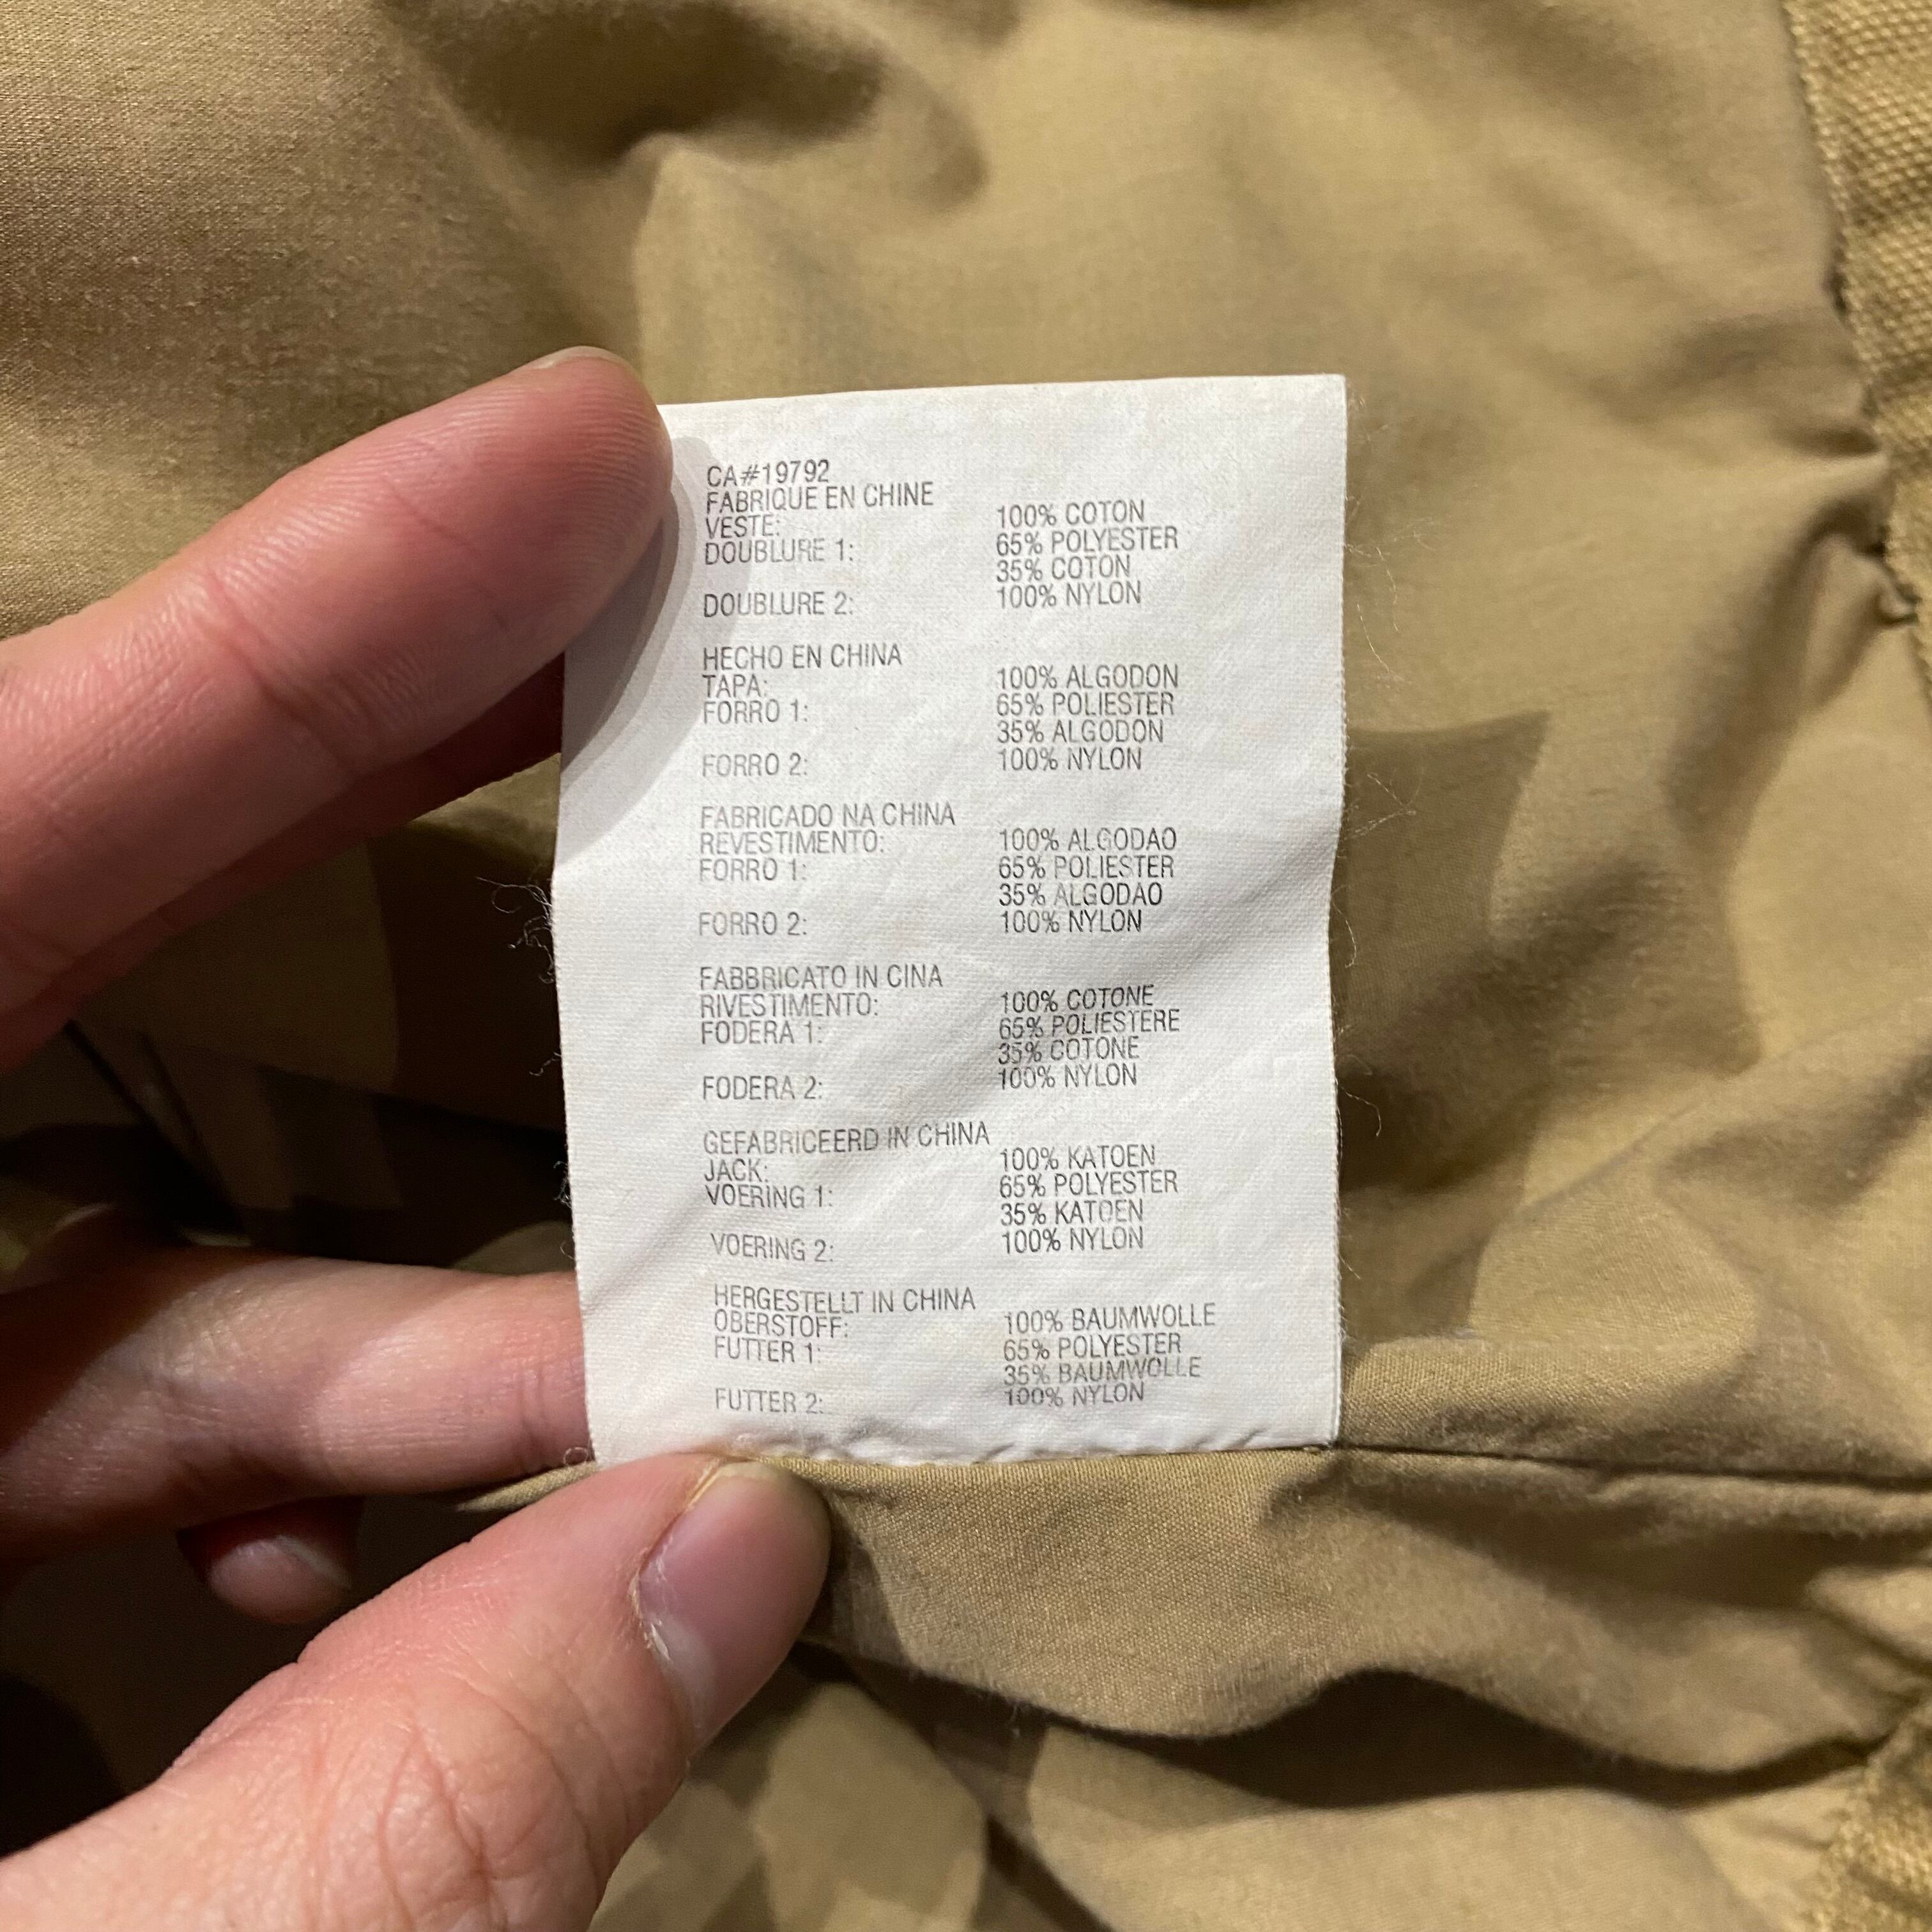 CA#19792
FABRIQUE EN CHINE
VESTE: 100% COTON
DOUBLURE 1: 65% POLYESTER
35% COTON
DOUBLURE 2: 100% NYLON
HECHO EN CHINA
TAPA: 100% ALGODON
FORRO 1: 65% POLIESTER
35% ALGODON
FORRO 2: 100% NYLON
FABRICADO NA CHINA
REVESTIMENTO: 100% ALGODAO
FORRO 1: 65% POLIESTER
35% ALGODAO
FORRO 2: 100% NYLON
FABBRICATO IN CINA
RIVESTIMENTO: 100% COTONE
FODERA 1: 65% POLIESTERE
35% COTONE
FODERA 2: 100% NYLON
GEFABRICEERD IN CHINA
JACK: 100% KATOEN
VOERING 1: 65% POLYESTER
35% KATOEN
VOERING 2: 100% NYLON
HERGESTELLT IN CHINA
OBERSTOFF: 100% BAUMWOLLE
FUTTER 1: 65% POLYESTER
35% BAUMWOLLE
FUTTER 2: 100% NYLON